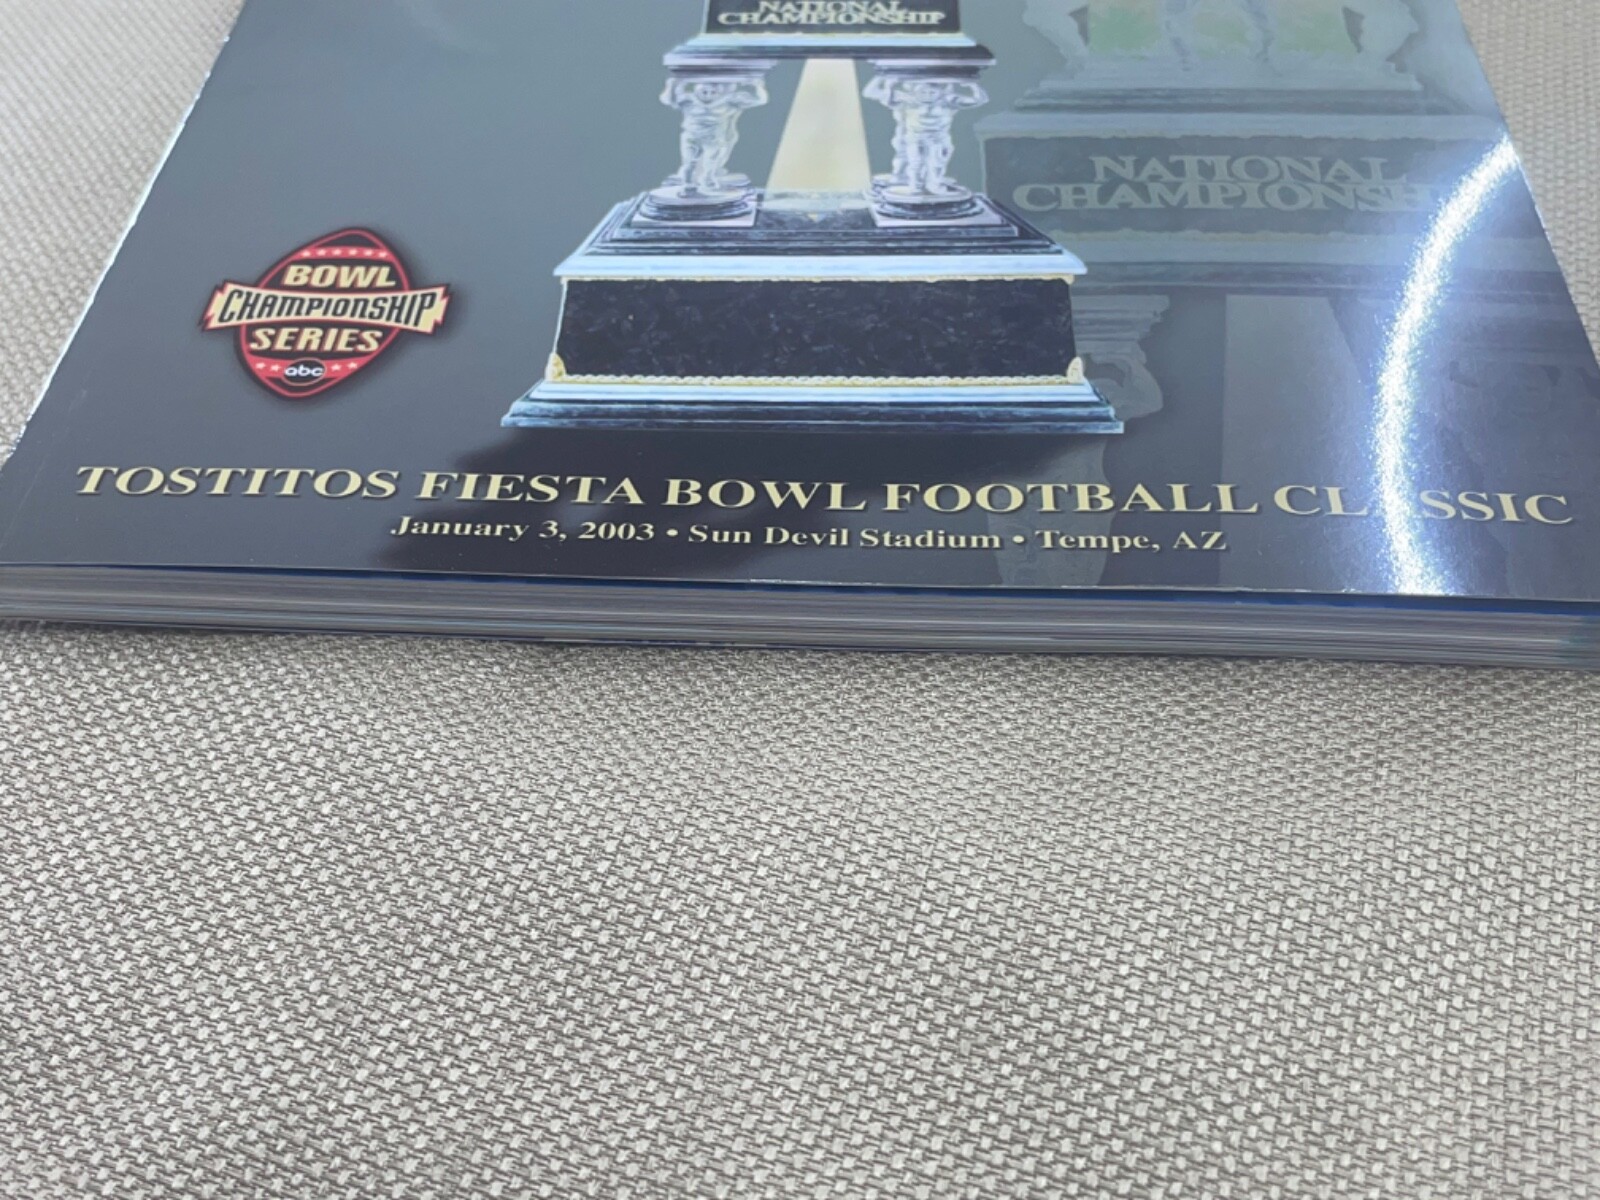 NATIONAL
CHAMPIONSHIP
NATIONAL
CHAMPIONSH
BOWL
CHAMPIONSHIP
SERIES
abc
TOSTITOS FIESTA BOWL FOOTBALL CLASSIC
January 3, 2003 • Sun Devil Stadium • Tempe, AZ